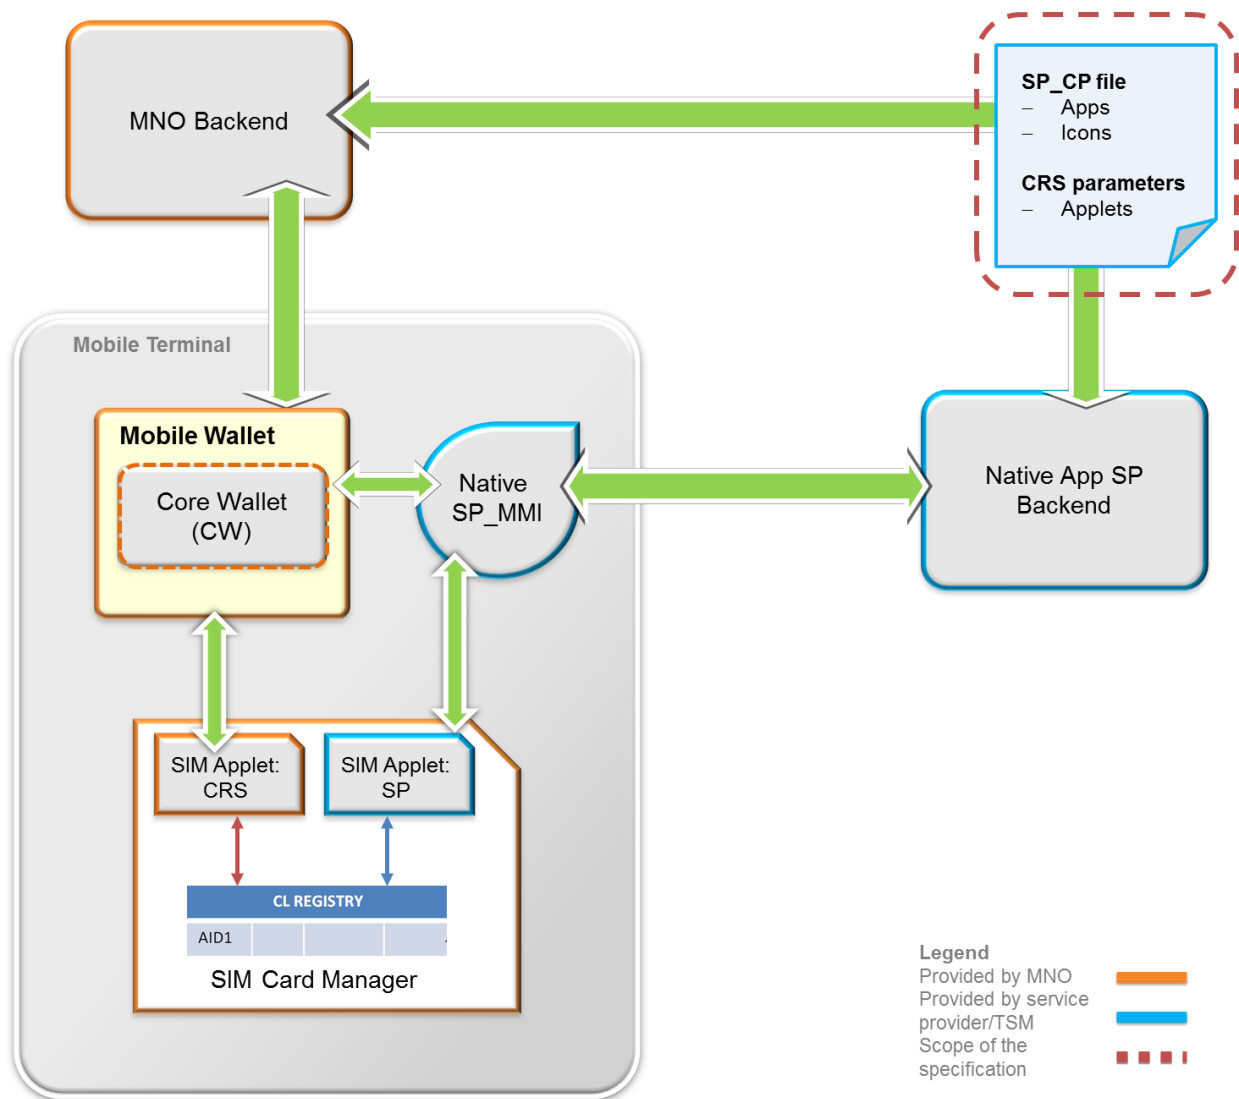 MNO Backend
SP_CP file
– Apps
– Icons
CRS parameters
– Applets
Mobile Terminal
Mobile Wallet
Core Wallet
(CW)
Native
SP_MMI
Native App SP
Backend
SIM Applet:
CRS
SIM Applet:
SP
CL REGISTRY
AID1
SIM Card Manager
Legend
Provided by MNO
Provided by service
provider/TSM
Scope of the
specification